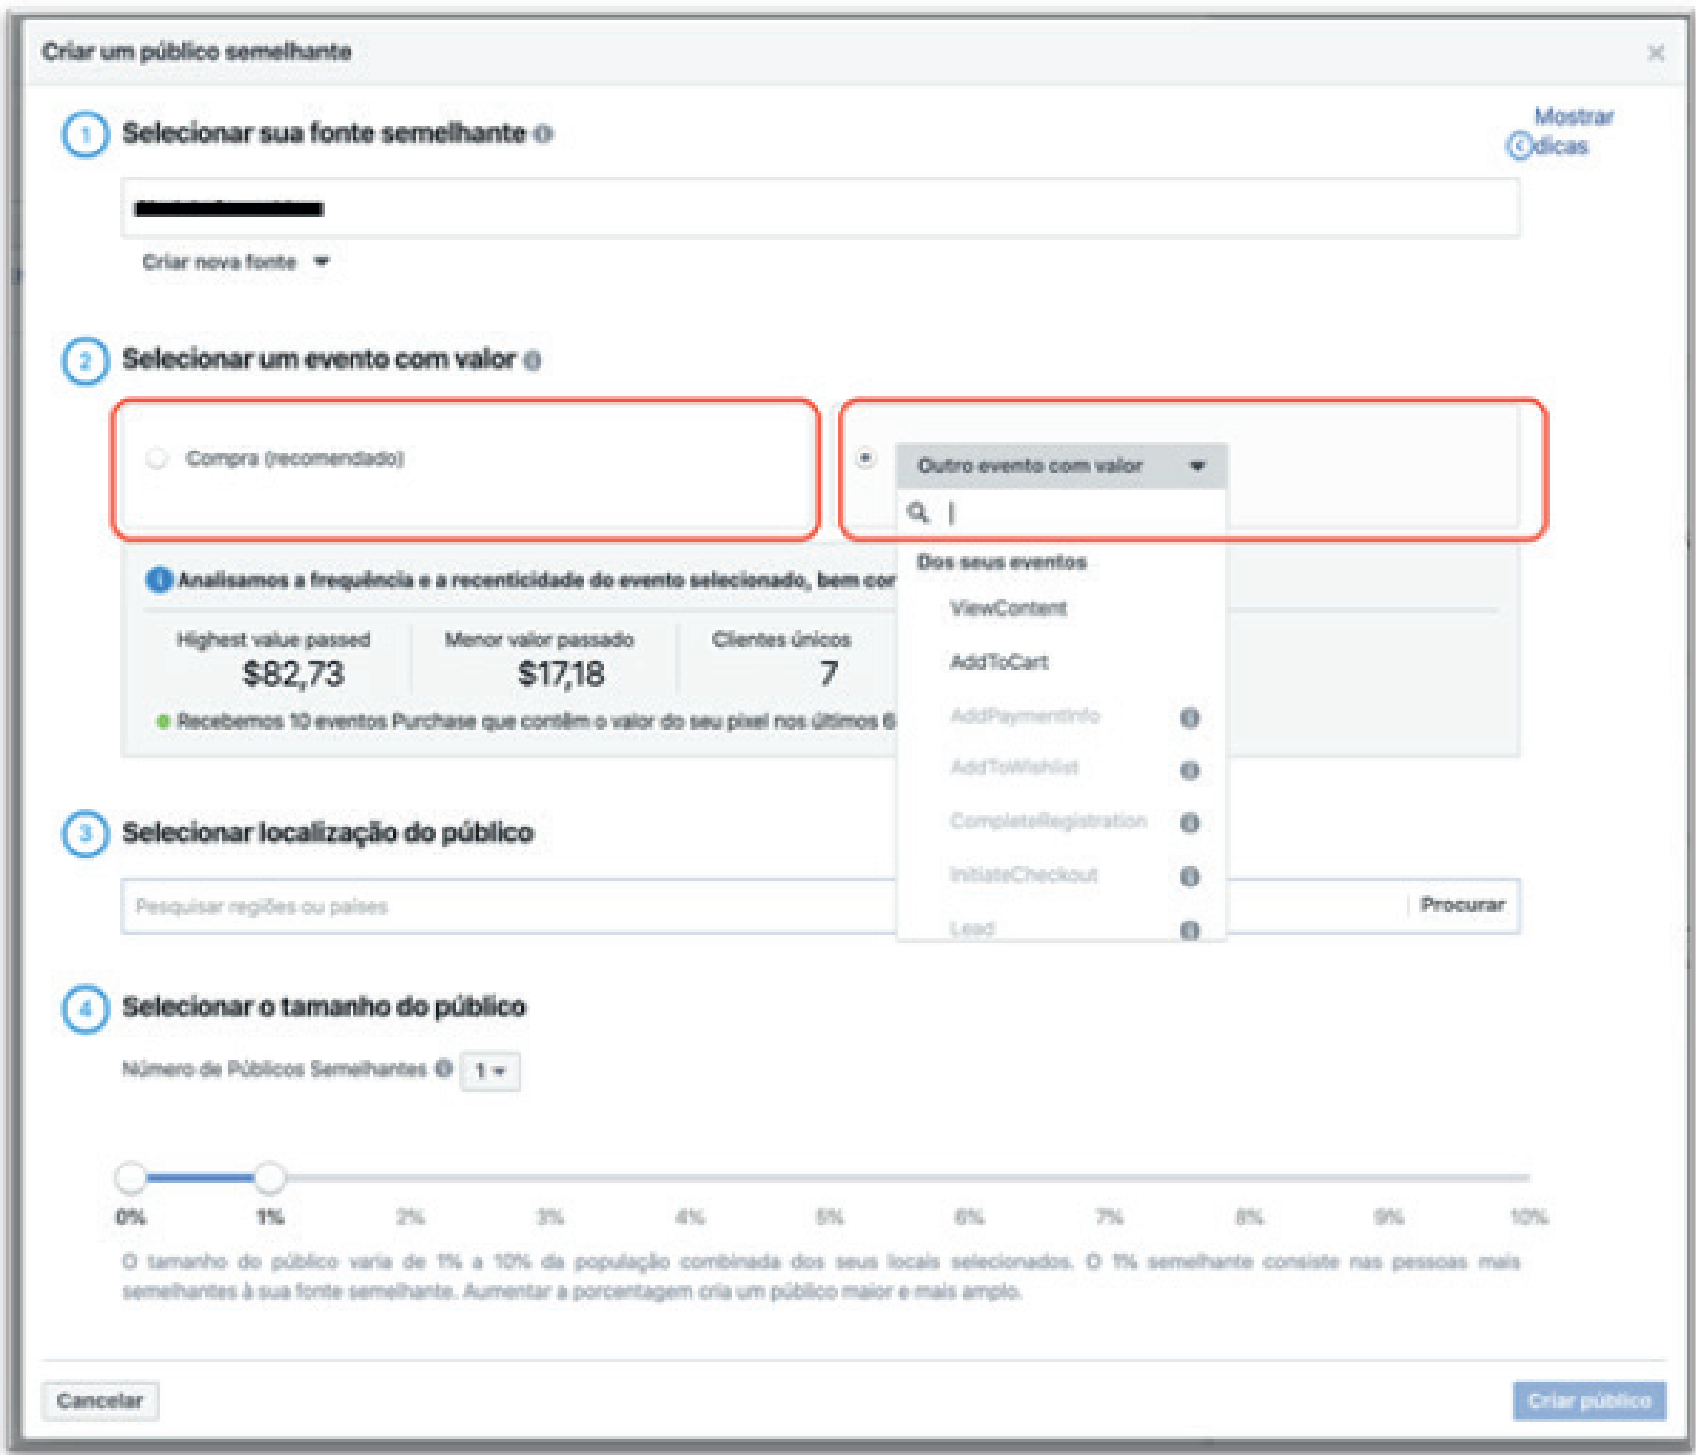 Criar um público semelhante
1 Selecionar sua fonte semelhante
Mostrar
dicas
Criar nova fonte
2 Selecionar um evento com valor
Compra (recomendado)
Outro evento com valor
Dos seus eventos
ViewContent
AddToCart
AddPaymentInfo
AddToWishlist
CompleteRegistration
InitiateCheckout
Lead
Analisamos a frequência e a recenticidade do evento selecionado, bem cor
Highest value passed
$82,73
Menor valor passado
$17,18
Clientes únicos
7
Recebemos 10 eventos Purchase que contêm o valor do seu pixel nos últimos 6
3 Selecionar localização do público
Pesquisar regiões ou países
Procurar
4 Selecionar o tamanho do público
Número de Públicos Semelhantes 1
0% 1% 2% 3% 4% 5% 6% 7% 8% 9% 10%
O tamanho do público varia de 1% a 10% da população combinada dos seus locais selecionados. O 1% semelhante consiste nas pessoas mais
semelhantes à sua fonte semelhante. Aumentar a porcentagem cria um público maior e mais amplo.
Cancelar
Criar público